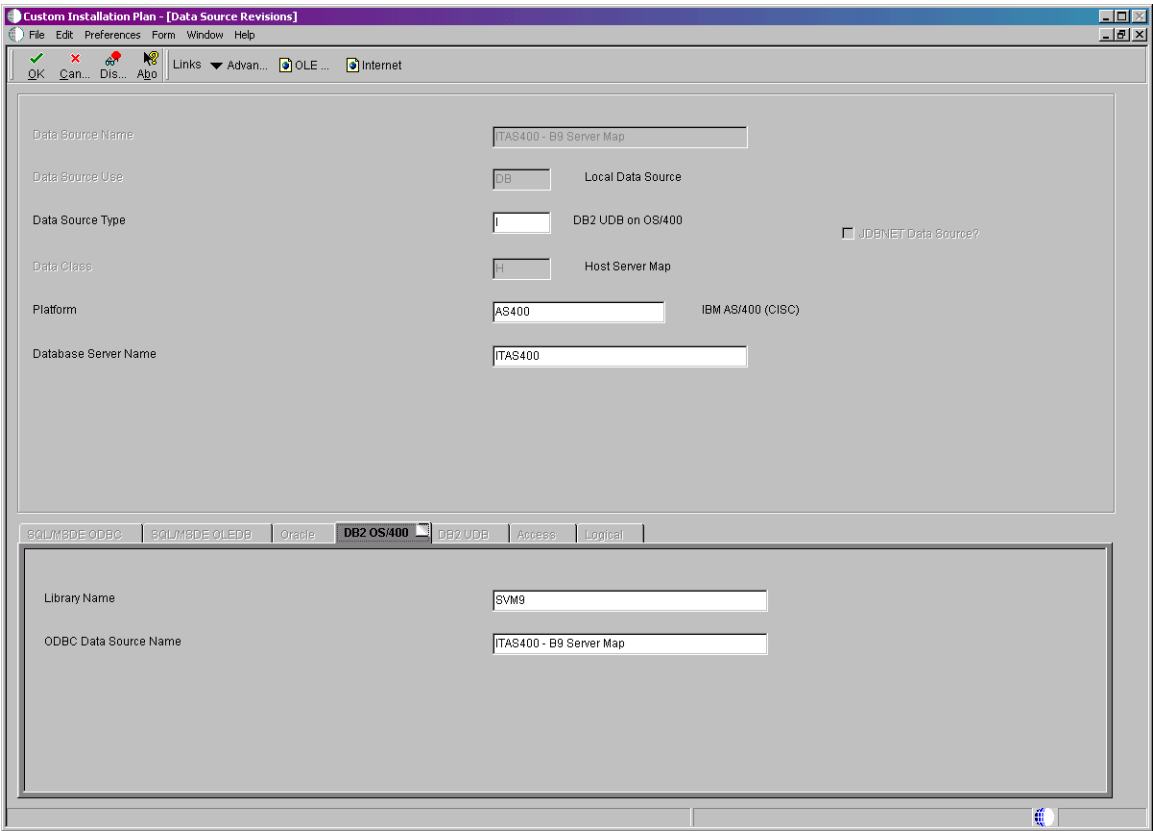 Custom Installation Plan - [Data Source Revisions]
File Edit Preferences Form Window Help
OK Can... Dis... Abo Links Advan... OLE ... Internet
Data Source Name ITAS400 - B9 Server Map
Data Source Use DB Local Data Source
Data Source Type I DB2 UDB on OS/400
JDBNET Data Source?
Data Class H Host Server Map
Platform AS400 IBM AS/400 (CISC)
Database Server Name ITAS400
SQL/MSDE ODBC SQL/MSDE OLEDB Oracle DB2 OS/400 DB2 UDB Access Logical
Library Name SVM9
ODBC Data Source Name ITAS400 - B9 Server Map